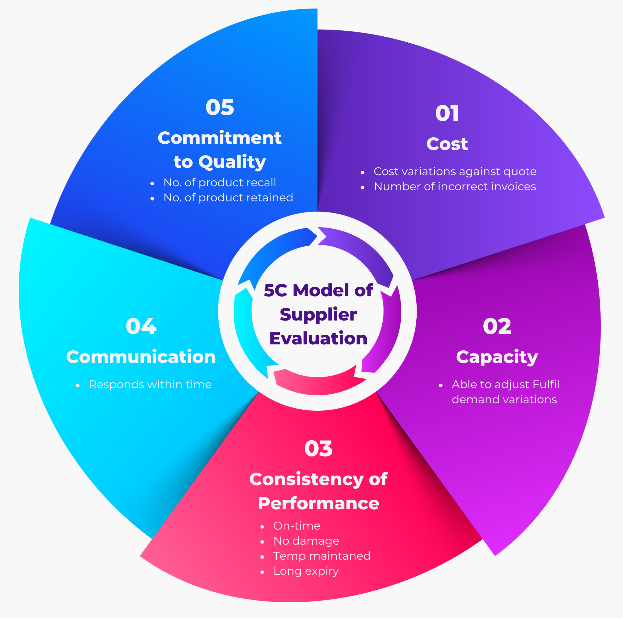 01
Cost
• Cost variations against quote
• Number of incorrect invoices
02
Capacity
• Able to adjust Fulfil
demand variations
03
Consistency of
Performance
• On-time
• No damage
• Temp maintaned
• Long expiry
04
Communication
• Responds within time
05
Commitment
to Quality
• No. of product recall
• No. of product retained
5C Model of
Supplier
Evaluation